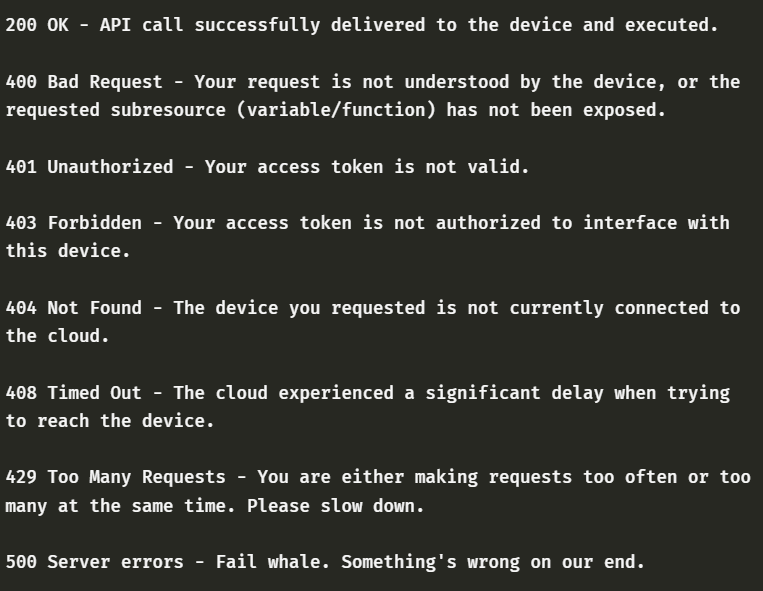 200 OK - API call successfully delivered to the device and executed.
400 Bad Request - Your request is not understood by the device, or the
requested subresource (variable/function) has not been exposed.
401 Unauthorized - Your access token is not valid.
403 Forbidden - Your access token is not authorized to interface with
this device.
404 Not Found - The device you requested is not currently connected to
the cloud.
408 Timed Out - The cloud experienced a significant delay when trying
to reach the device.
429 Too Many Requests - You are either making requests too often or too
many at the same time. Please slow down.
500 Server errors - Fail whale. Something's wrong on our end.